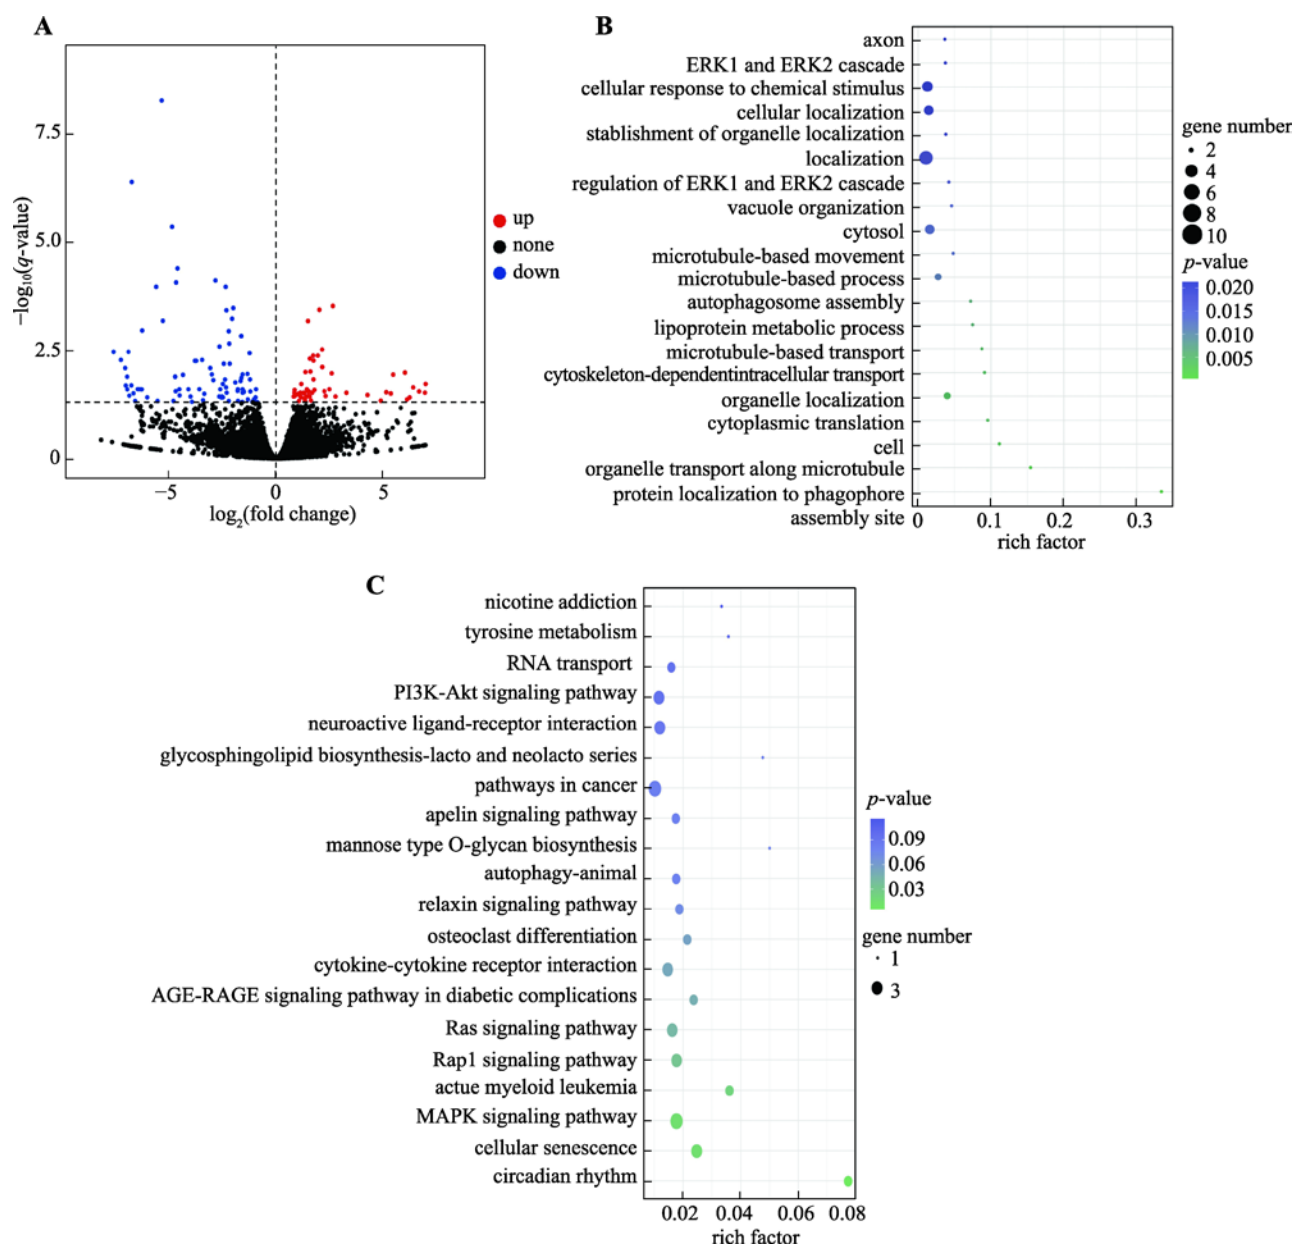 A
7.5
5.0
2.5
0
−log10(q-value)
−5
0
5
log2(fold change)
up
none
down
B
axon
ERK1 and ERK2 cascade
cellular response to chemical stimulus
cellular localization
stablishment of organelle localization
localization
regulation of ERK1 and ERK2 cascade
vacuole organization
cytosol
microtubule-based movement
microtubule-based process
autophagosome assembly
lipoprotein metabolic process
microtubule-based transport
cytoskeleton-dependentintracellular transport
organelle localization
cytoplasmic translation
cell
organelle transport along microtubule
protein localization to phagophore
assembly site
0
0.1
0.2
0.3
rich factor
gene number
2
4
6
8
10
p-value
0.020
0.015
0.010
0.005
C
nicotine addiction
tyrosine metabolism
RNA transport
PI3K-Akt signaling pathway
neuroactive ligand-receptor interaction
glycosphingolipid biosynthesis-lacto and neolacto series
pathways in cancer
apelin signaling pathway
mannose type O-glycan biosynthesis
autophagy-animal
relaxin signaling pathway
osteoclast differentiation
cytokine-cytokine receptor interaction
AGE-RAGE signaling pathway in diabetic complications
Ras signaling pathway
Rap1 signaling pathway
actue myeloid leukemia
MAPK signaling pathway
cellular senescence
circadian rhythm
0.02
0.04
0.06
0.08
rich factor
p-value
0.09
0.06
0.03
gene number
1
3